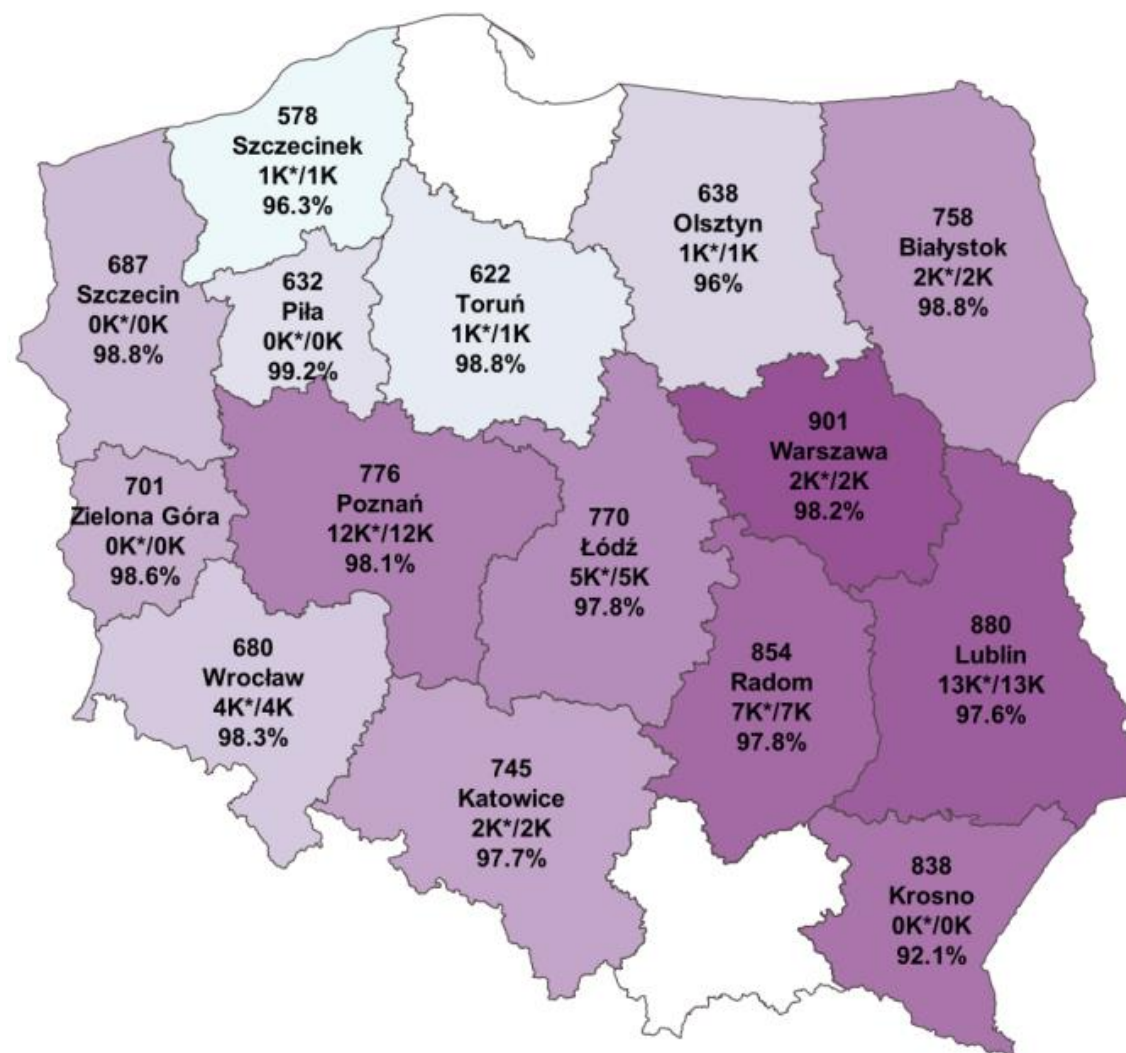 578
Szczecinek
1K*/1K
96.3%
638
Olsztyn
1K*/1K
96%
758
Białystok
2K*/2K
98.8%
687
Szczecin
0K*/0K
98.8%
632
Piła
0K*/0K
99.2%
622
Toruń
1K*/1K
98.8%
901
Warszawa
2K*/2K
98.2%
701
Zielona Góra
0K*/0K
98.6%
776
Poznań
12K*/12K
98.1%
770
Łódź
5K*/5K
97.8%
880
Lublin
13K*/13K
97.6%
680
Wrocław
4K*/4K
98.3%
854
Radom
7K*/7K
97.8%
745
Katowice
2K*/2K
97.7%
838
Krosno
0K*/0K
92.1%